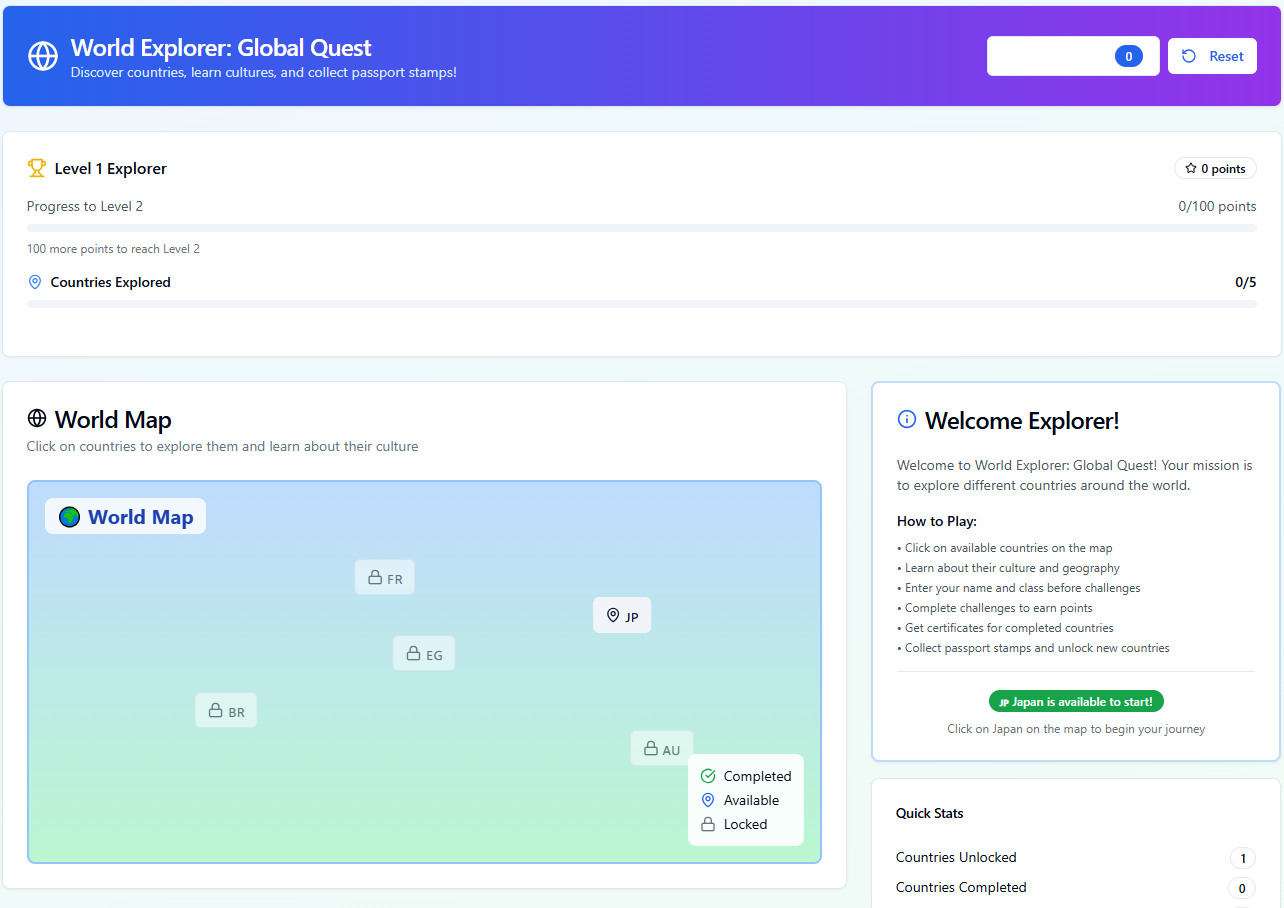 World Explorer: Global Quest
Discover countries, learn cultures, and collect passport stamps!
0
Reset
Level 1 Explorer
0 points
Progress to Level 2
0/100 points
100 more points to reach Level 2
Countries Explored
0/5
World Map
Click on countries to explore them and learn about their culture
World Map
FR
JP
EG
BR
AU
Completed
Available
Locked
Welcome Explorer!
Welcome to World Explorer: Global Quest! Your mission is
to explore different countries around the world.
How to Play:
• Click on available countries on the map
• Learn about their culture and geography
• Enter your name and class before challenges
• Complete challenges to earn points
• Get certificates for completed countries
• Collect passport stamps and unlock new countries
JP Japan is available to start!
Click on Japan on the map to begin your journey
Quick Stats
Countries Unlocked
1
Countries Completed
0